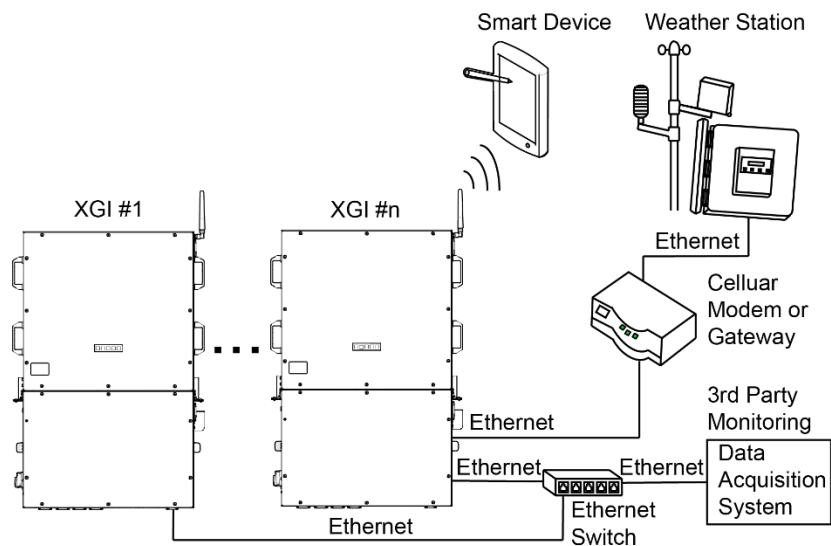 Smart Device
Weather Station
XGI #1
XGI #n
Ethernet
Celluar
Modem or
Gateway
Ethernet
3rd Party
Monitoring
Ethernet
Ethernet
Data
Acquisition
System
Ethernet
Ethernet
Switch